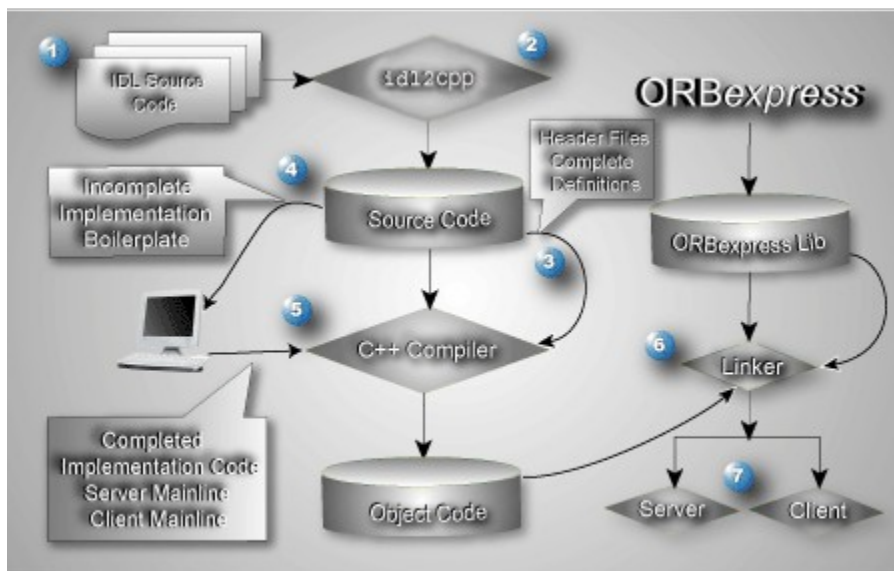 1
IDL Source
Code
2
idl2cpp
ORBexpress
Header Files
Complete
Definitions
4
Incomplete
Implementation
Boilerplate
Source Code
3
ORBexpress Lib
5
C++ Compiler
6
Linker
Completed
Implementation Code
Server Mainline
Client Mainline
Object Code
7
Server
Client